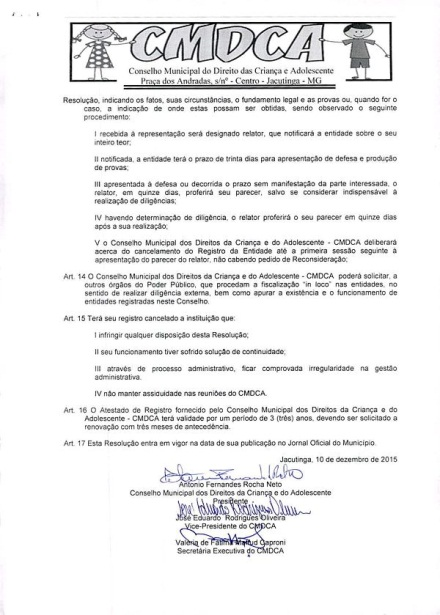 CMDCA
Conselho Municipal do Direito das Criança e Adolescente
Praça dos Andradas, s/nº - Centro - Jacutinga - MG
Resolução, indicando os fatos, suas circunstâncias, o fundamento legal e as provas ou, quando for o
caso, a indicação de onde estas possam ser obtidas, sendo observado o seguinte
procedimento:
I recebida à representação será designado relator, que notificará a entidade sobre o seu
inteiro teor;
II notificada, a entidade terá o prazo de trinta dias para apresentação de defesa e produção
de provas;
III apresentada à defesa ou decorrida o prazo sem manifestação da parte interessada, o
relator, em quinze dias, proferirá seu parecer, salvo se considerar indispensável à
realização de diligências;
IV havendo determinação de diligência, o relator proferirá o seu parecer em quinze dias
após a sua realização;
V o Conselho Municipal dos Direitos da Criança e do Adolescente - CMDCA deliberará
acerca do cancelamento do Registro da Entidade até a primeira sessão seguinte à
apresentação do parecer do relator, não cabendo pedido de Reconsideração;
Art. 14 O Conselho Municipal dos Direitos da Criança e do Adolescente - CMDCA poderá solicitar, a
outros órgãos do Poder Público, que procedam a fiscalização "in loco" nas entidades, no
sentido de realizar diligência externa, bem como apurar a existência e o funcionamento de
entidades registradas neste Conselho.
Art. 15 Terá seu registro cancelado a instituição que:
I infringir qualquer disposição desta Resolução;
II seu funcionamento tiver sofrido solução de continuidade;
III através de processo administrativo, ficar comprovada irregularidade na gestão
administrativa.
IV não manter assiduidade nas reuniões do CMDCA.
Art. 16 O Atestado de Registro fornecido pelo Conselho Municipal dos Direitos da Criança e do
Adolescente - CMDCA terá validade por um período de 3 (três) anos, devendo ser solicitado a
renovação com três meses de antecedência.
Art. 17 Esta Resolução entra em vigor na data de sua publicação no Jornal Oficial do Município.
Jacutinga, 10 de dezembro de 2015
Antonio Fernandes Rocha Neto
Conselho Municipal dos Direitos da Criança e do Adolescente
Presidente
José Eduardo Rodrigues Oliveira
Vice-Presidente do CMDCA
Valeria de Fatima Caproni
Secretária Executiva do CMDCA